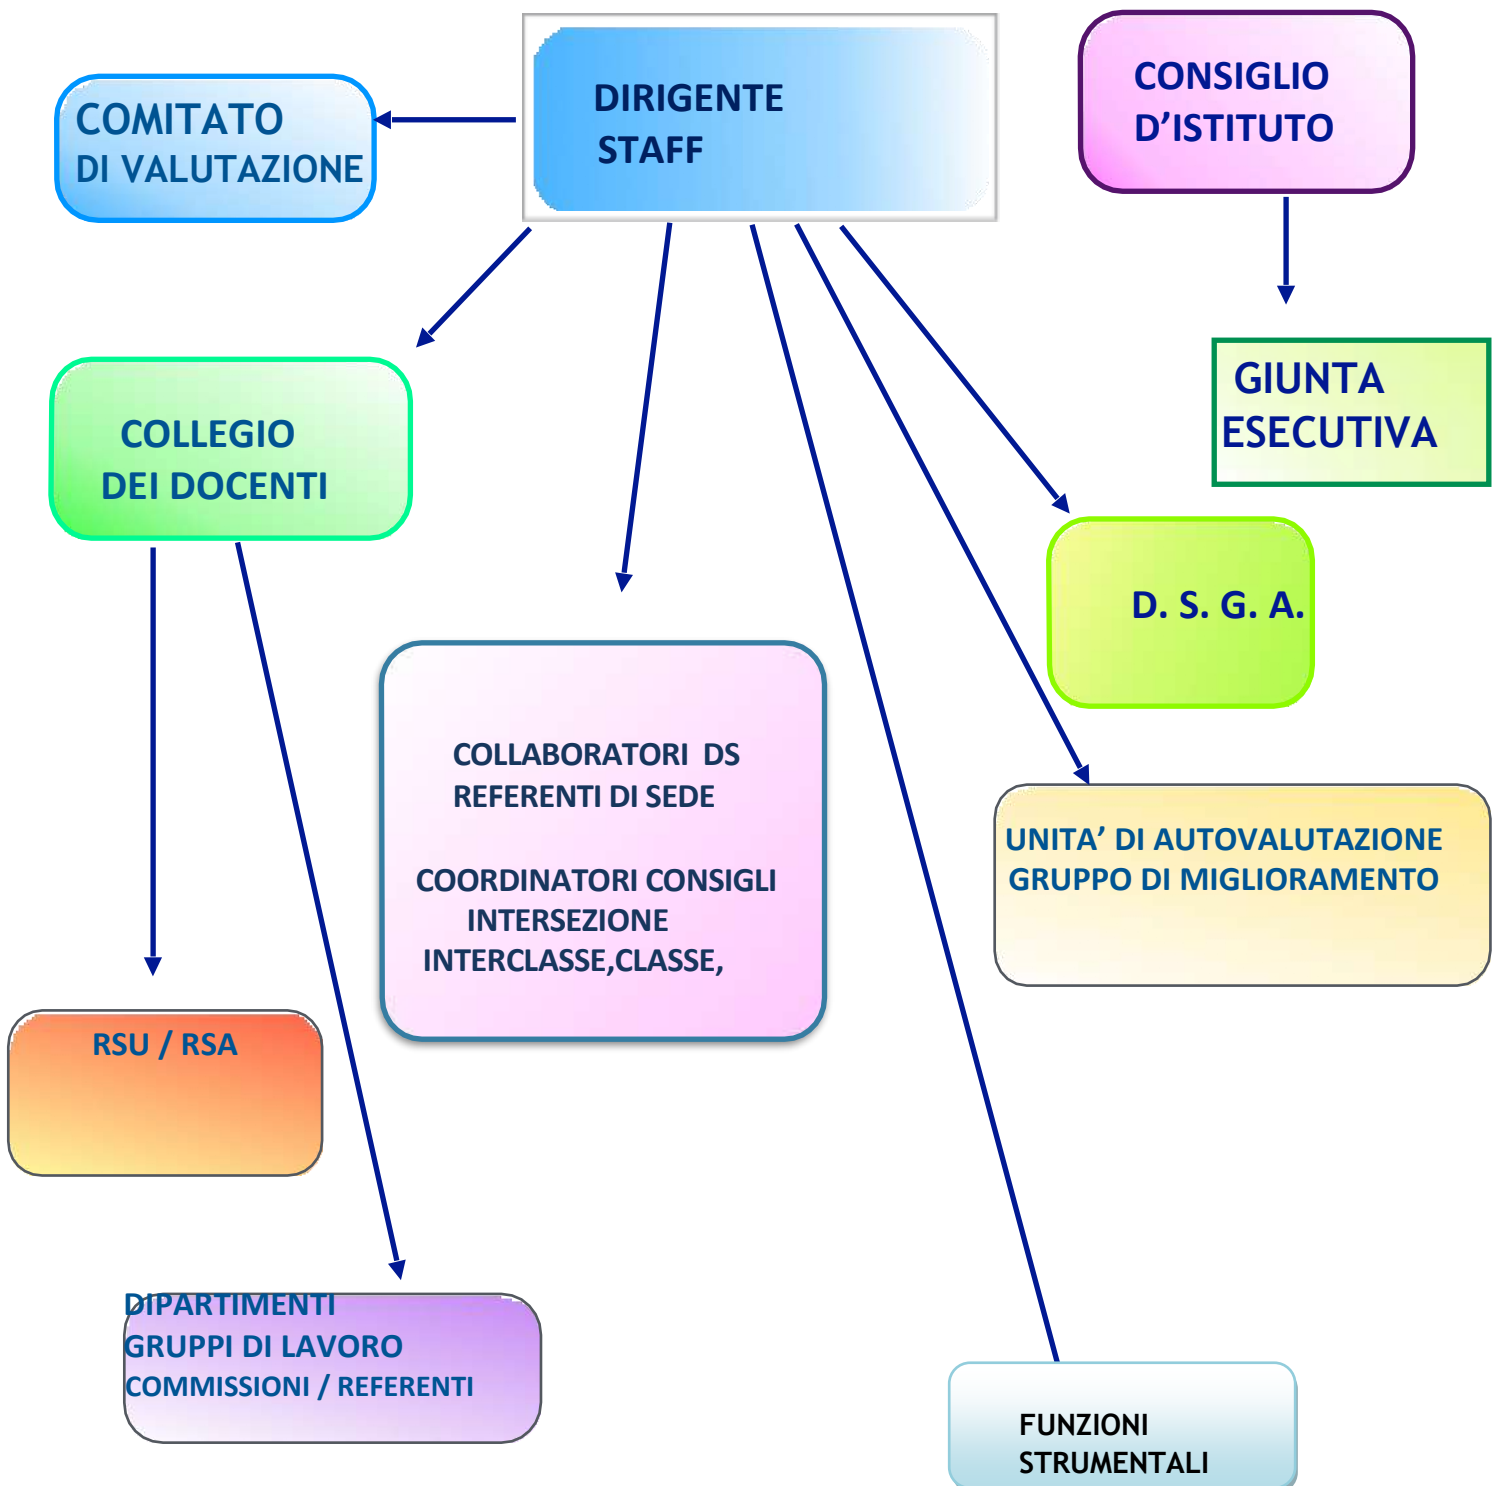 DIRIGENTE
STAFF
CONSIGLIO
D’ISTITUTO
COMITATO
DI VALUTAZIONE
GIUNTA
ESECUTIVA
COLLEGIO
DEI DOCENTI
D. S. G. A.
COLLABORATORI DS
REFERENTI DI SEDE
COORDINATORI CONSIGLI
INTERSEZIONE
INTERCLASSE,CLASSE,
UNITA’ DI AUTOVALUTAZIONE
GRUPPO DI MIGLIORAMENTO
RSU / RSA
DIPARTIMENTI
GRUPPI DI LAVORO
COMMISSIONI / REFERENTI
FUNZIONI
STRUMENTALI